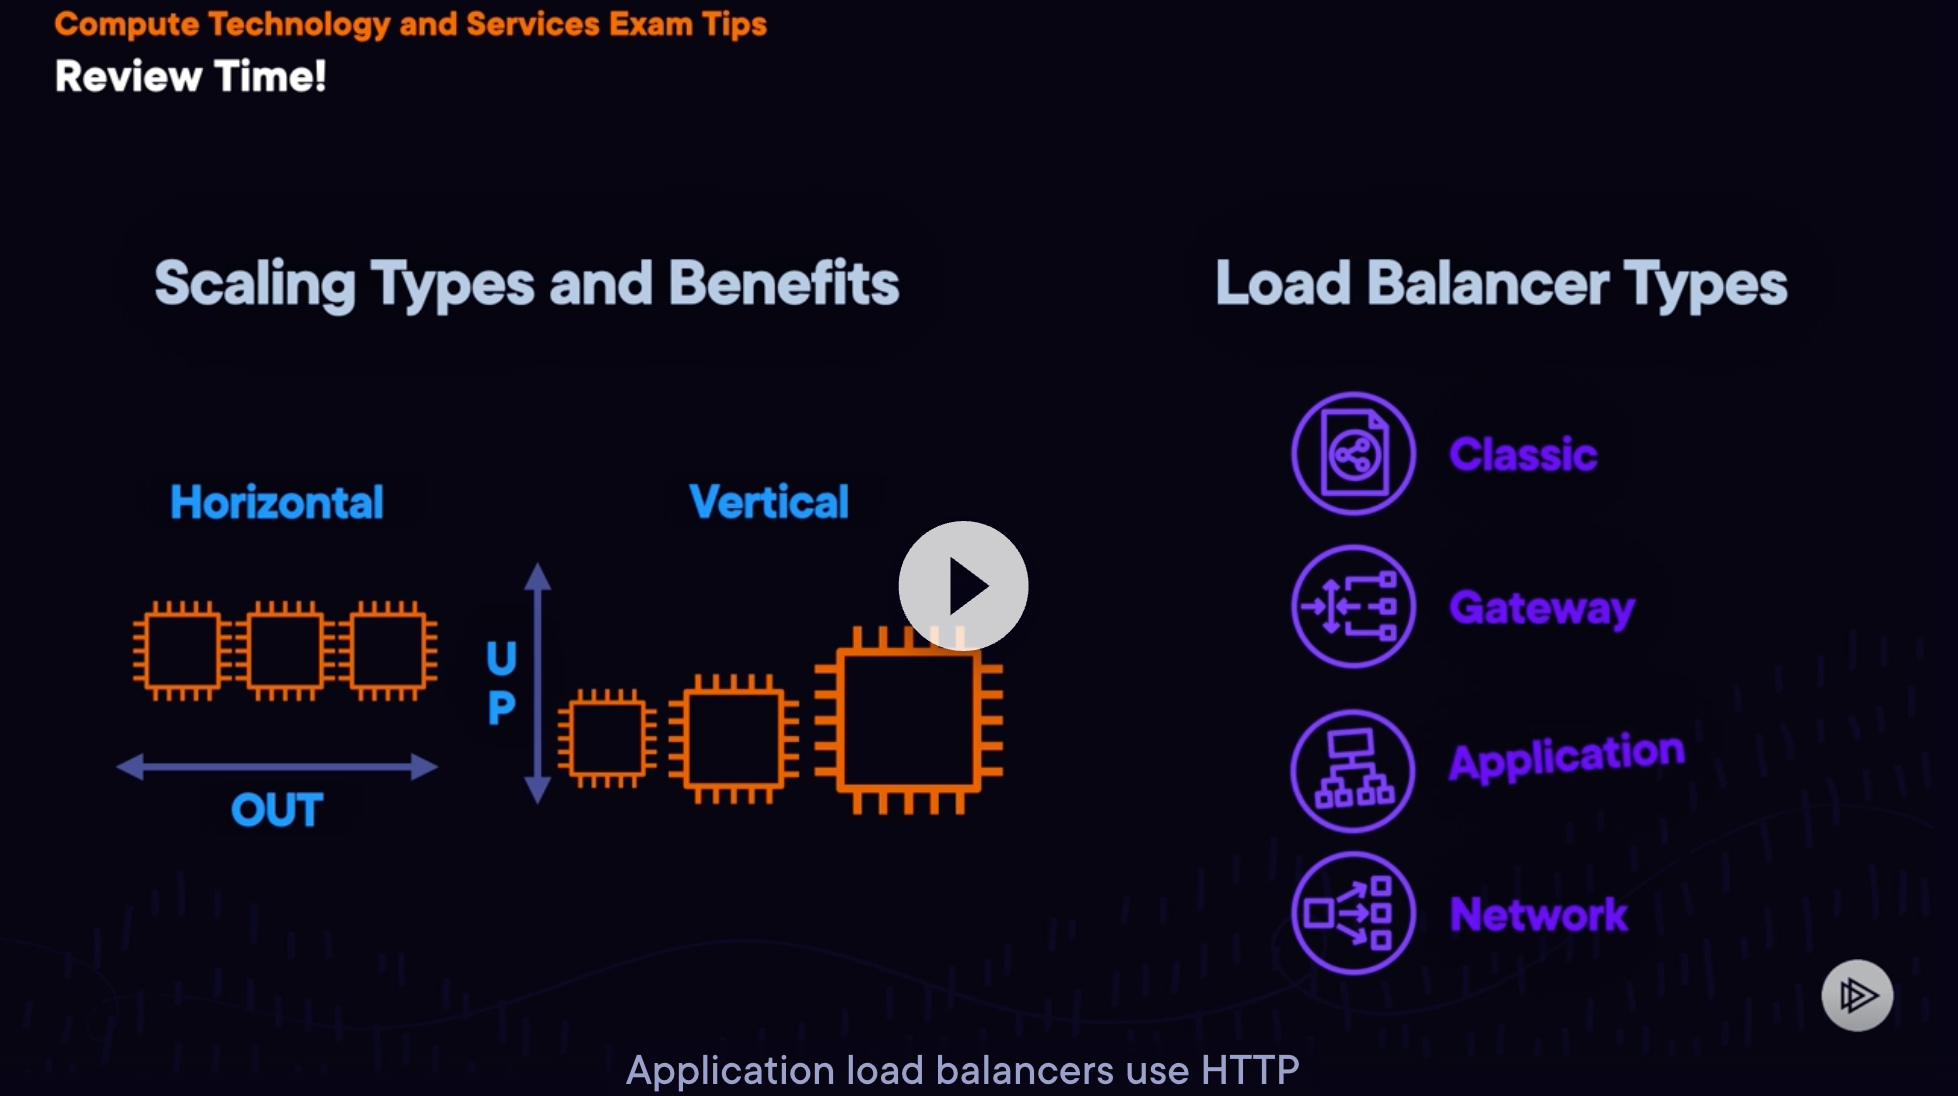 Compute Technology and Services Exam Tips
Review Time!
Scaling Types and Benefits
Horizontal
OUT
Vertical
UP
Load Balancer Types
Classic
Gateway
Application
Network
Application load balancers use HTTP